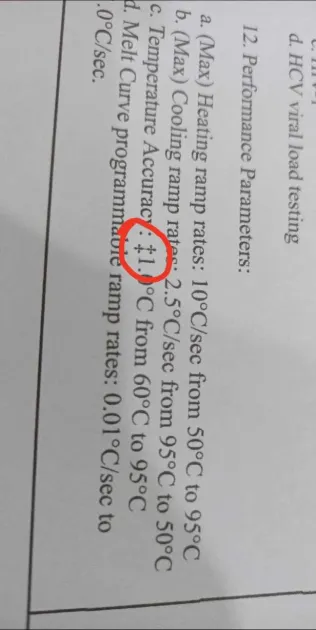 d. HCV viral load testing
12. Performance Parameters:
a. (Max) Heating ramp rates: 10°C/sec from 50°C to 95°C
b. (Max) Cooling ramp rates: 2.5°C/sec from 95°C to 50°C
c. Temperature Accuracy: ‡1.0°C from 60°C to 95°C
d. Melt Curve programmable ramp rates: 0.01°C/sec to
.0°C/sec.